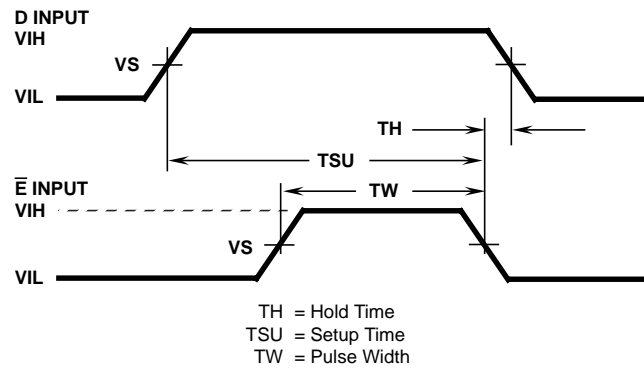 D INPUT
VIH
VS
VIL
TH
TSU
E̅ INPUT
TW
VIH
VS
VIL
TH = Hold Time
TSU = Setup Time
TW = Pulse Width